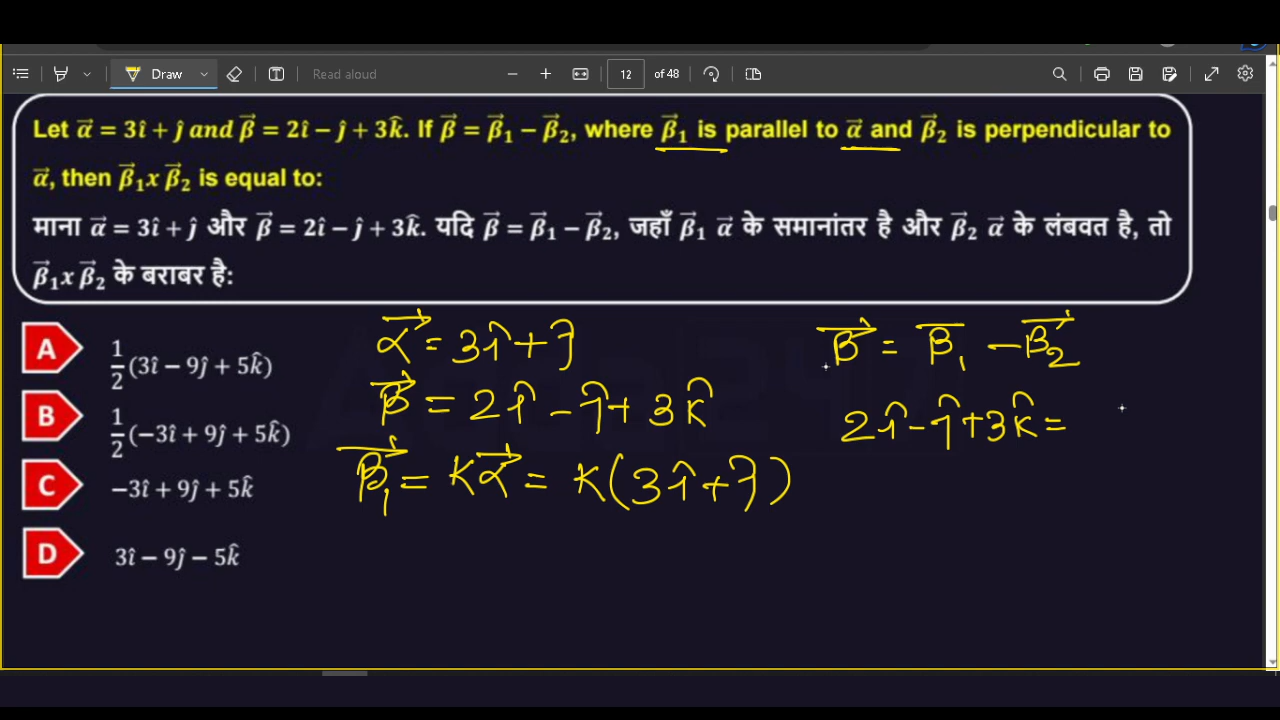 Draw
Read aloud
12 of 48
Let α⃗ = 3î + ĵ and β⃗ = 2î − ĵ + 3k̂. If β⃗ = β⃗₁ − β⃗₂, where β⃗₁ is parallel to α⃗ and β⃗₂ is perpendicular to
α⃗, then β⃗₁x β⃗₂ is equal to:
माना α⃗ = 3î + ĵ और β⃗ = 2î − ĵ + 3k̂. यदि β⃗ = β⃗₁ − β⃗₂, जहाँ β⃗₁ α⃗ के समानांतर है और β⃗₂ α⃗ के लंबवत है, तो
β⃗₁x β⃗₂ के बराबर है:
A 1/2(3î − 9ĵ + 5k̂)
B 1/2(−3î + 9ĵ + 5k̂)
C −3î + 9ĵ + 5k̂
D 3î − 9ĵ − 5k̂
α⃗ = 3î + ĵ
β⃗ = 2î − ĵ + 3k̂
β⃗₁ = Kα⃗ = K(3î + ĵ)
β⃗ = β̄₁ − β⃗₂
2î − ĵ + 3k̂ =